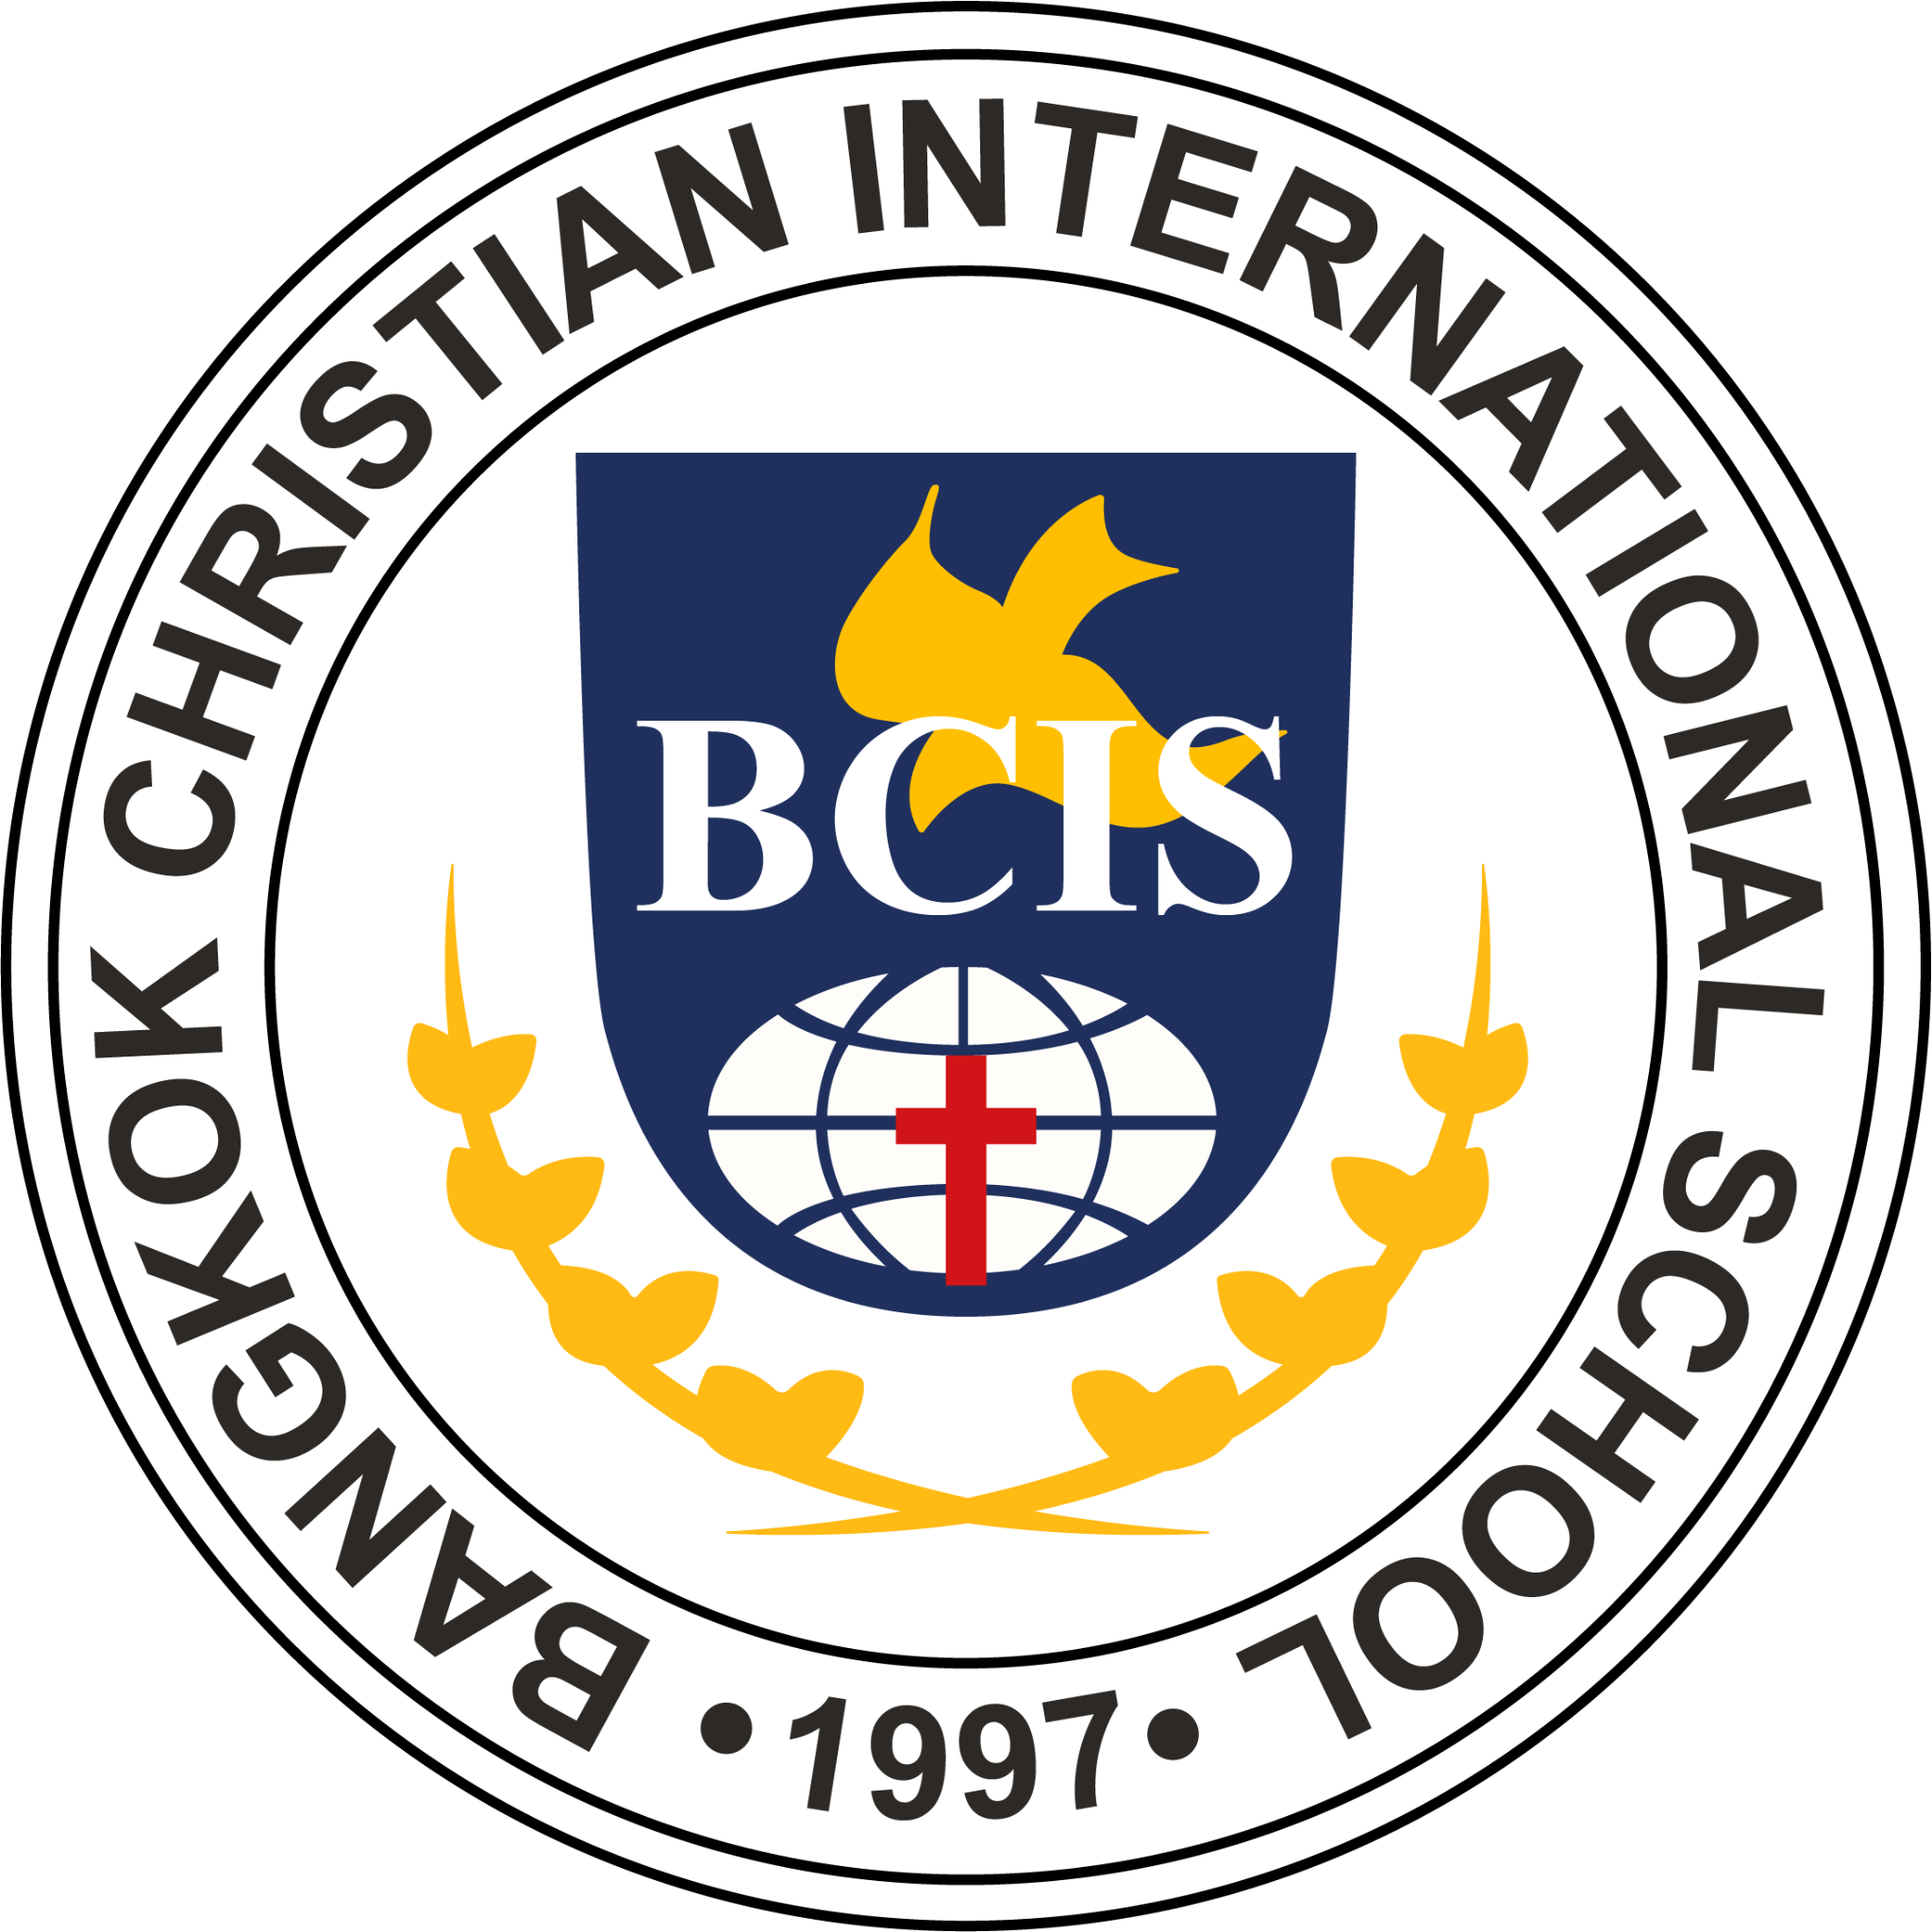 BANGKOK CHRISTIAN INTERNATIONAL SCHOOL
BCIS
• 1997 •